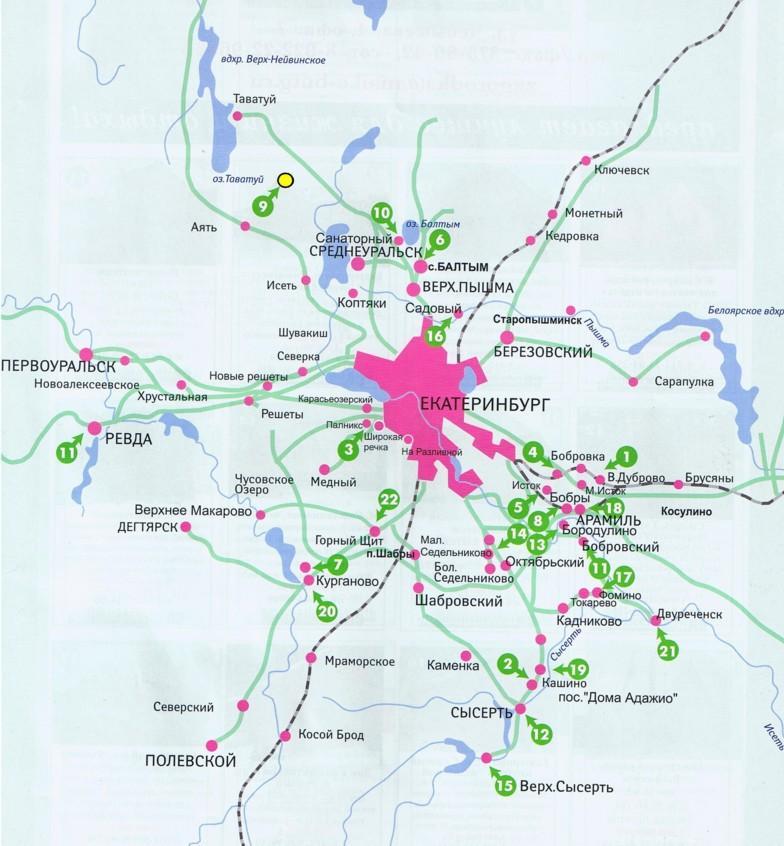 вдхр. Верх-Нейвинское
Таватуй
оз.Таватуй
9
Аять
10
оз. Балтым
Санаторный
6
СРЕДНЕУРАЛЬСК
с.БАЛТЫМ
Исеть
ВЕРХ.ПЫШМА
Коптяки
Садовый
16
Ключевск
Монетный
Кедровка
Старопышминск
Пышма
Белоярское вдхр
БЕРЕЗОВСКИЙ
Сарапулка
Шувакиш
Северка
ПЕРВОУРАЛЬСК
Новые решеты
Новоалексеевское
Хрустальная
Решеты
Карасьеозерский
ЕКАТЕРИНБУРГ
Палникс
Широкая
речка
3
На Разливной
11
РЕВДА
Медный
Чусовское
Озеро
Верхнее Макарово
ДЕГТЯРСК
22
Горный Щит
п.Шабры
4
Бобровка
1
В.Дуброво
Брусяны
Исток
М.Исток
5
Бобры
18
Косулино
8
АРАМИЛЬ
14
13
Бородулино
Бобровский
Мал.
Седельниково
Октябрьский
Бол.
Седельниково
11
17
7
Курганово
20
Шабровский
Фомино
Токарево
Кадниково
Двуреченск
21
Сысерть
Мраморское
Каменка
2
19
Кашино
пос."Дома Адажио"
Северский
СЫСЕРТЬ
12
Косой Брод
ПОЛЕВСКОЙ
15
Верх.Сысерть
Исеть